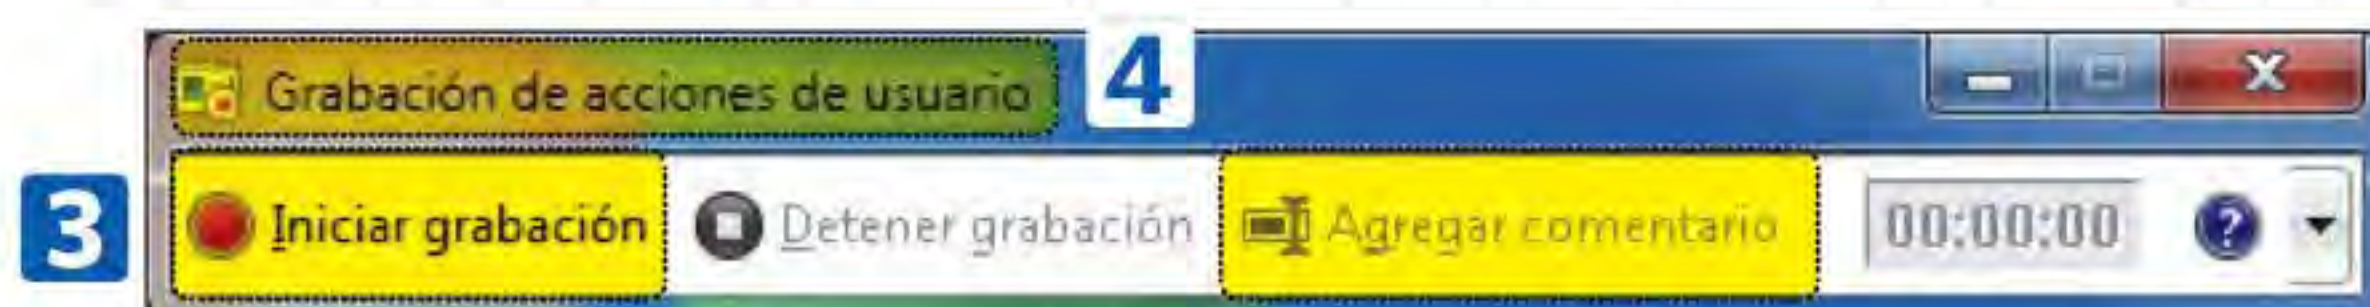 Grabación de acciones de usuario
4
3
Iniciar grabación
Detener grabación
Agregar comentario
00:00:00
?